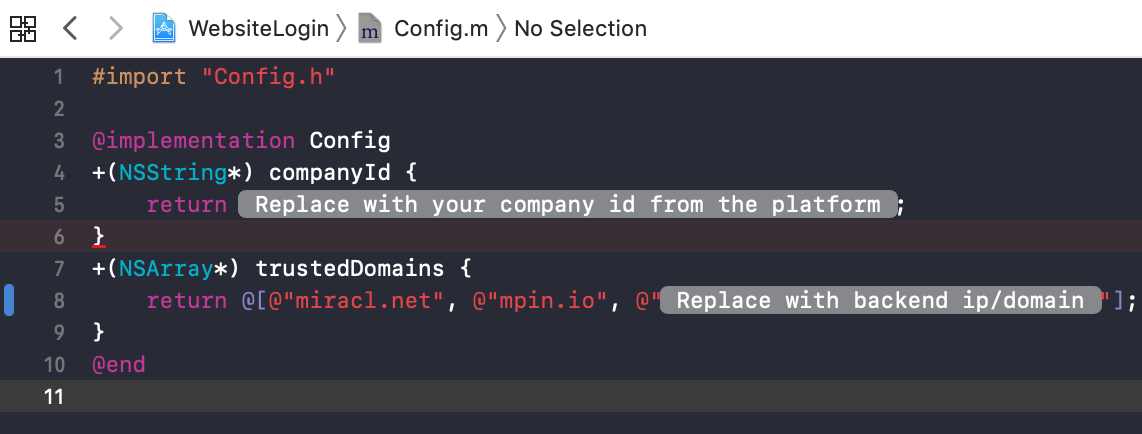 WebsiteLogin Config.m No Selection
1 #import "Config.h"
2
3 @implementation Config
4 +(NSString*) companyId {
5 return Replace with your company id from the platform ;
6 }
7 +(NSArray*) trustedDomains {
8 return @[@"miracl.net", @"mpin.io", @" Replace with backend ip/domain "];
9 }
10 @end
11